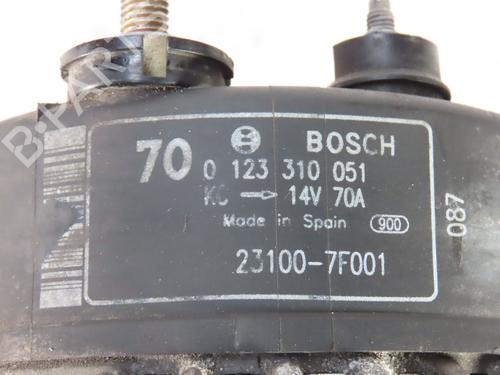 70 BOSCH
0 123 310 051
KC → 14V 70A
Made in Spain 900
23100-7F001
087
B-PARTS